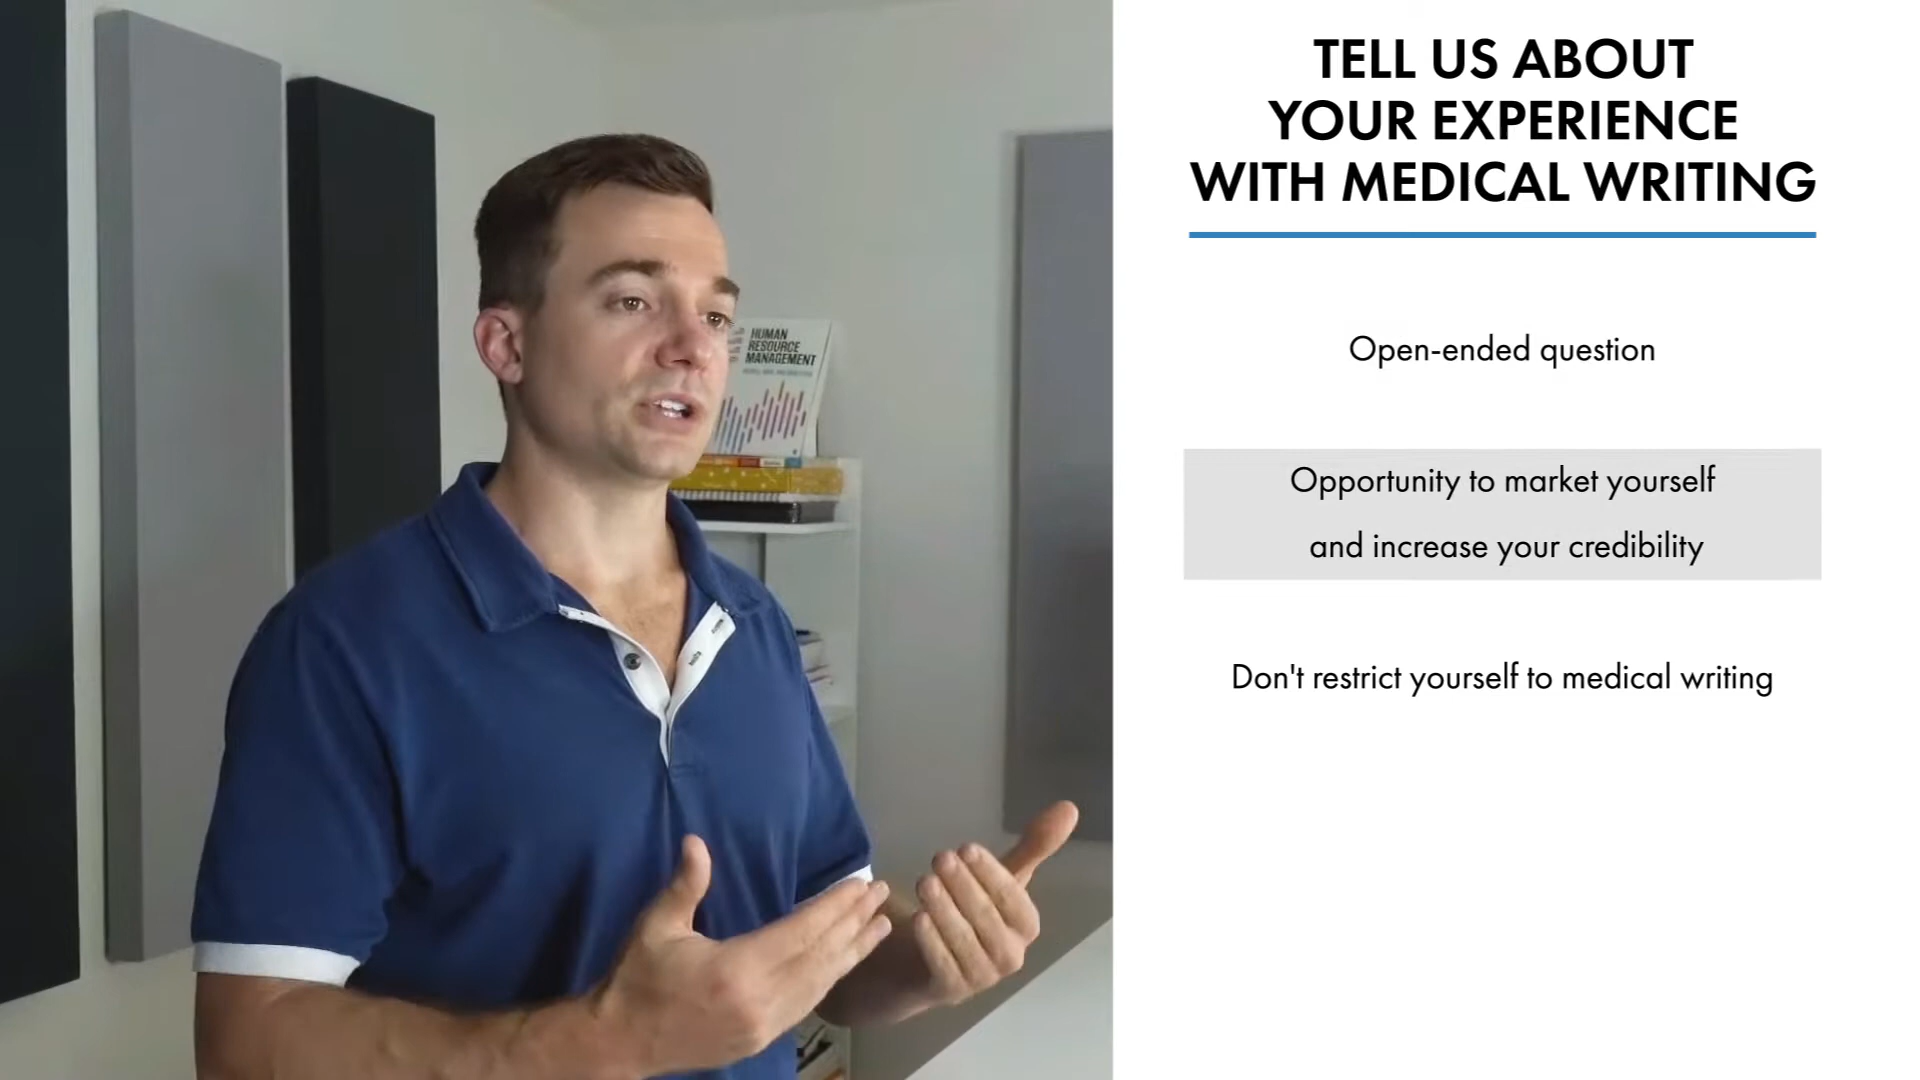 TELL US ABOUT
YOUR EXPERIENCE
WITH MEDICAL WRITING
Open-ended question
Opportunity to market yourself
and increase your credibility
Don't restrict yourself to medical writing
HUMAN
RESOURCE
MANAGEMENT